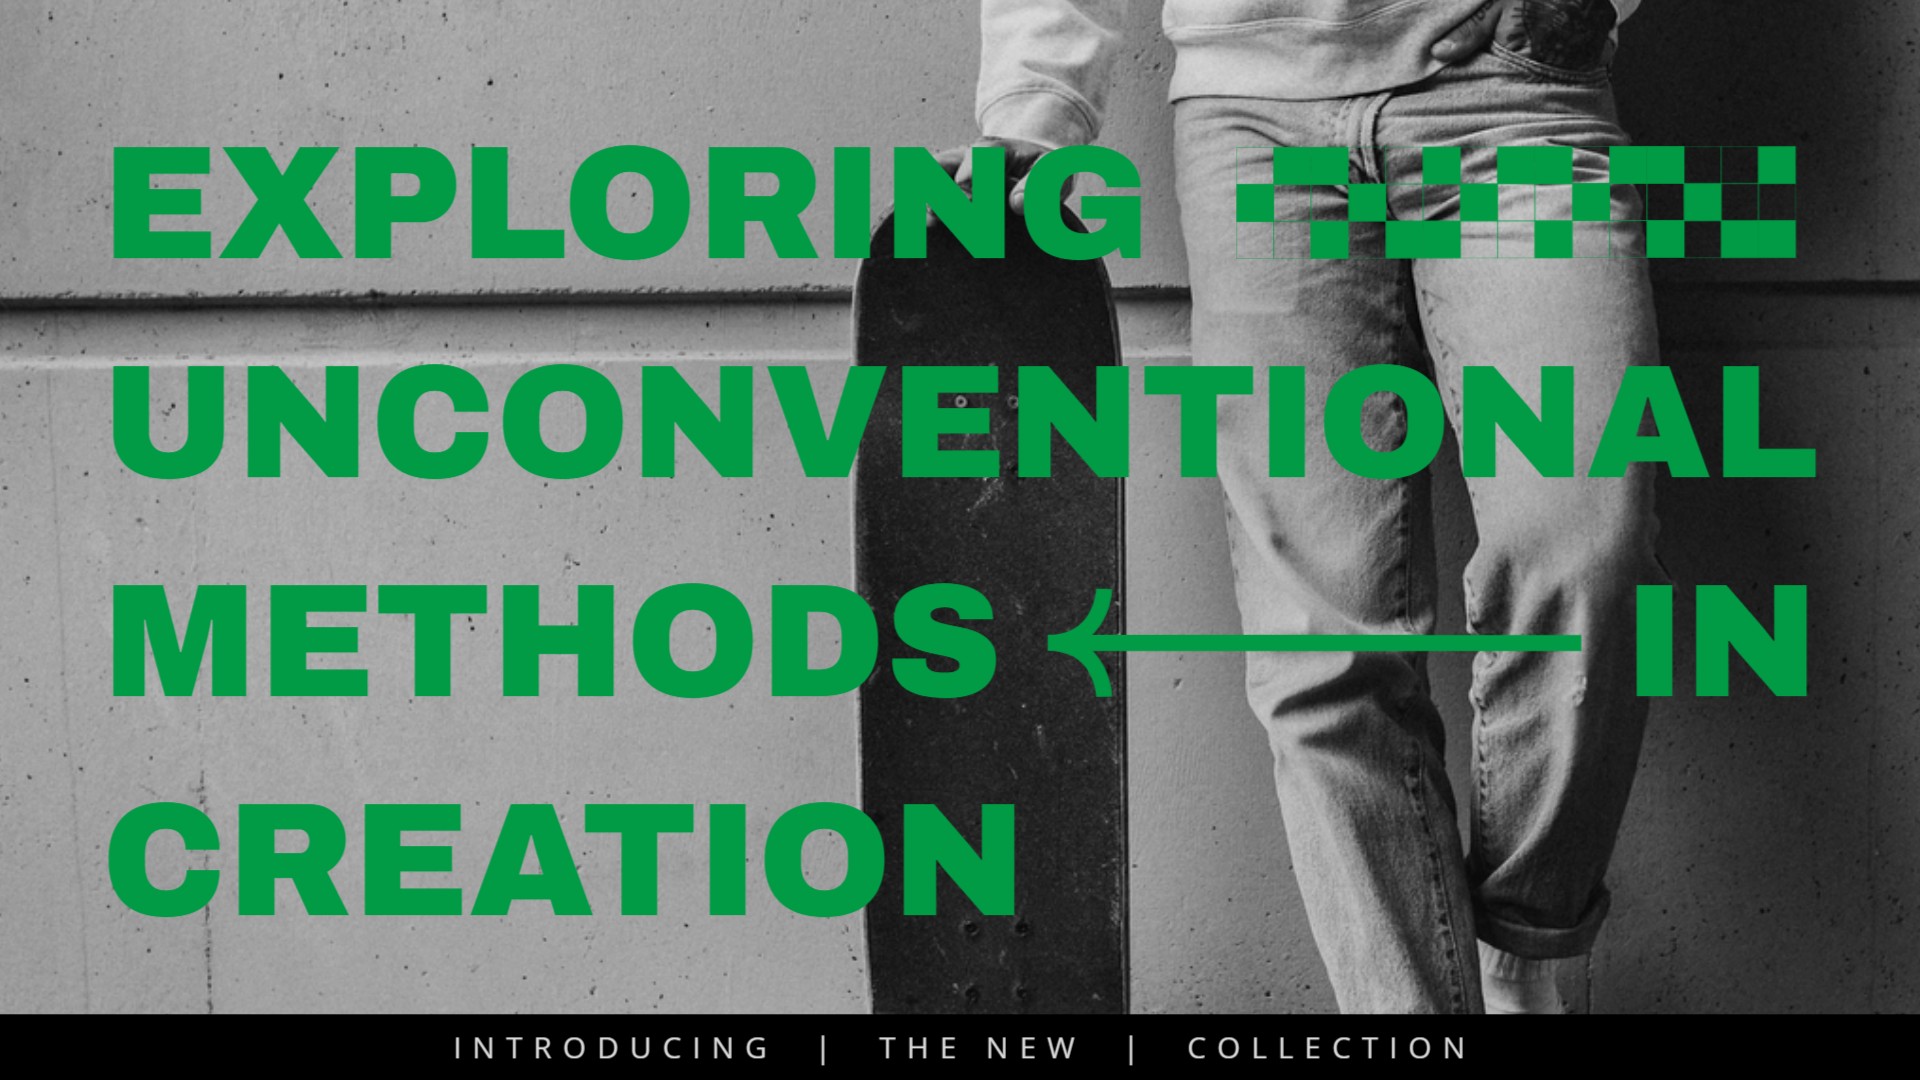 EXPLORING
UNCONVENTIONAL
METHODS IN
CREATION
INTRODUCING | THE NEW | COLLECTION